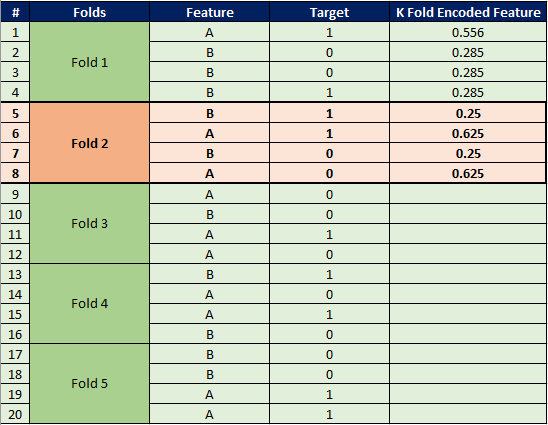 # Folds Feature Target K Fold Encoded Feature
1 A 1 0.556
2 B 0 0.285
Fold 1
3 B 0 0.285
4 B 1 0.285
5 B 1 0.25
6 A 1 0.625
Fold 2
7 B 0 0.25
8 A 0 0.625
9 A 0
10 B 0
Fold 3
11 A 1
12 A 0
13 B 1
14 A 0
Fold 4
15 A 1
16 B 0
17 B 0
18 B 0
Fold 5
19 A 1
20 A 1